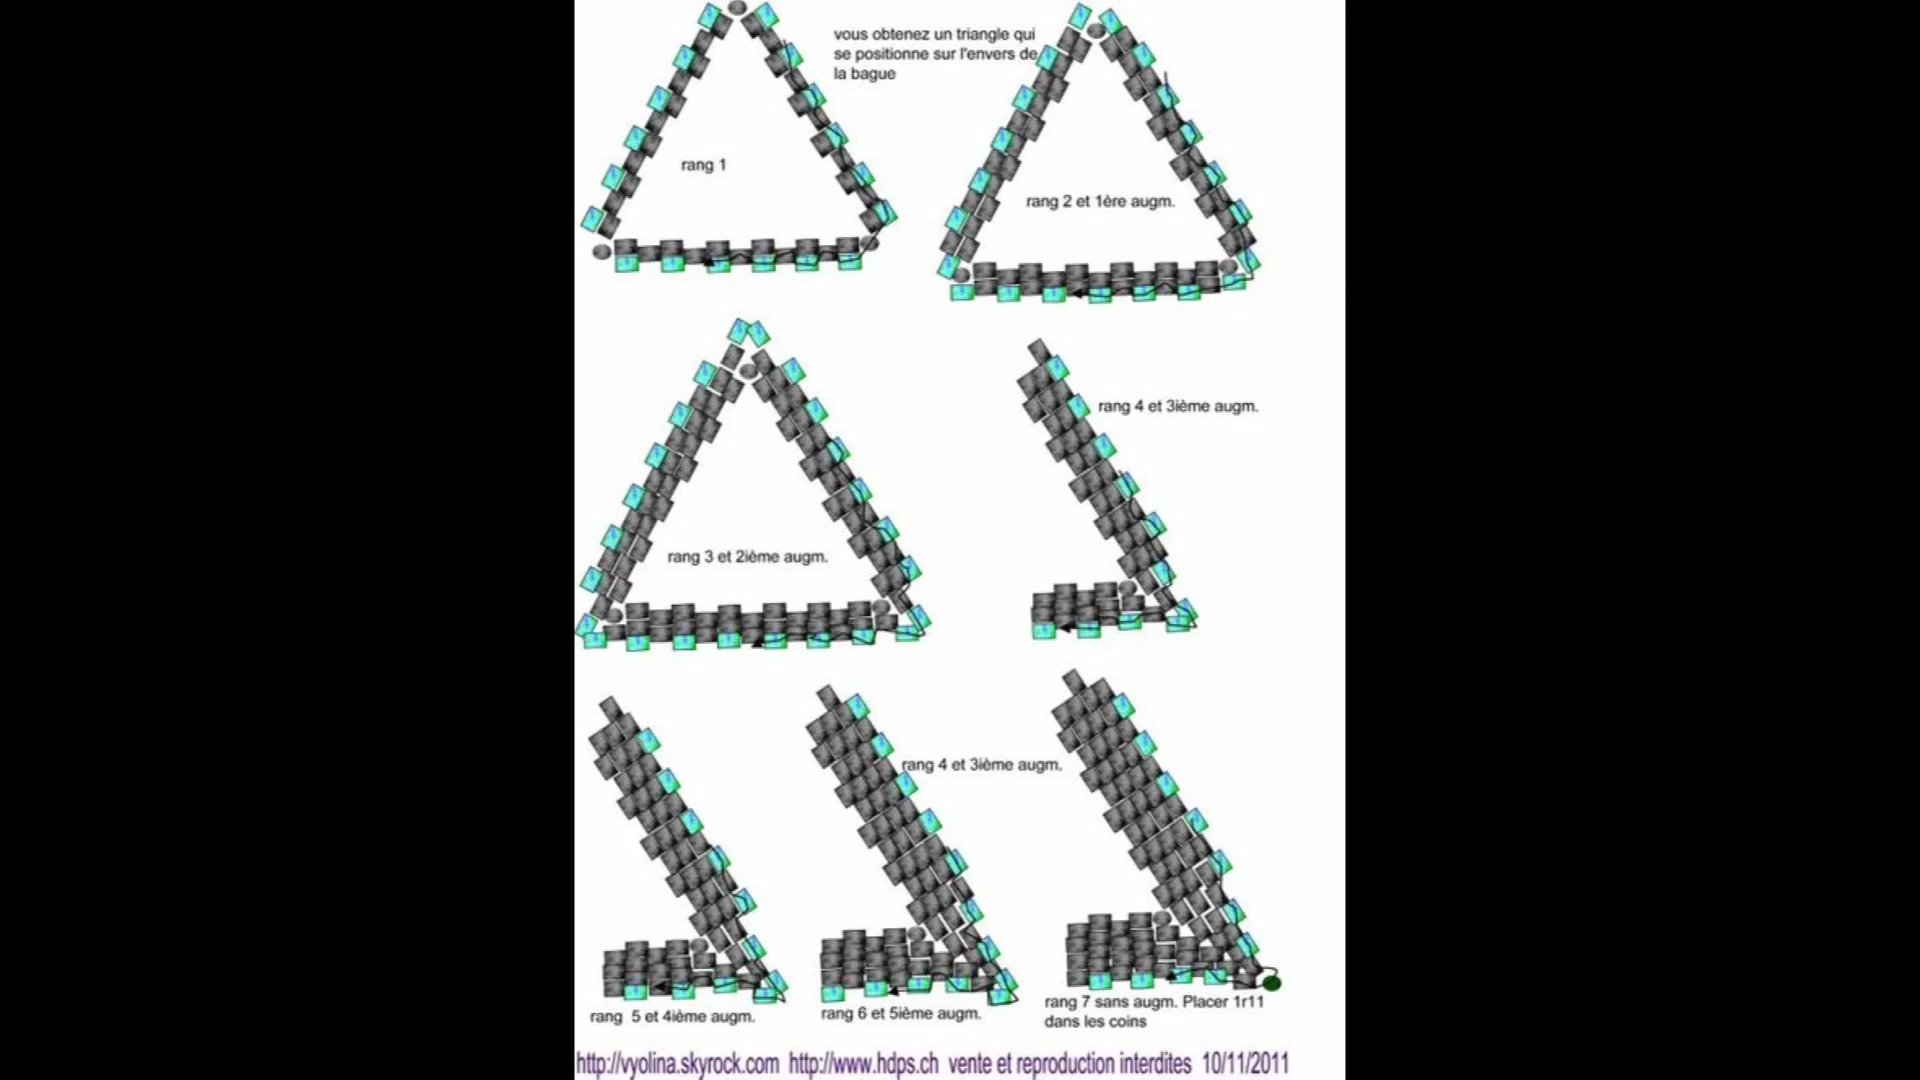 vous obtenez un triangle qui
se positionne sur l'envers de
la bague
rang 1
rang 2 et 1ère augm.
rang 3 et 2ième augm.
rang 4 et 3ième augm.
rang 4 et 3ième augm.
rang 5 et 4ième augm.
rang 6 et 5ième augm.
rang 7 sans augm. Placer 1r11
dans les coins
http://vyolina.skyrock.com http://www.hdps.ch vente et reproduction interdites 10/11/2011